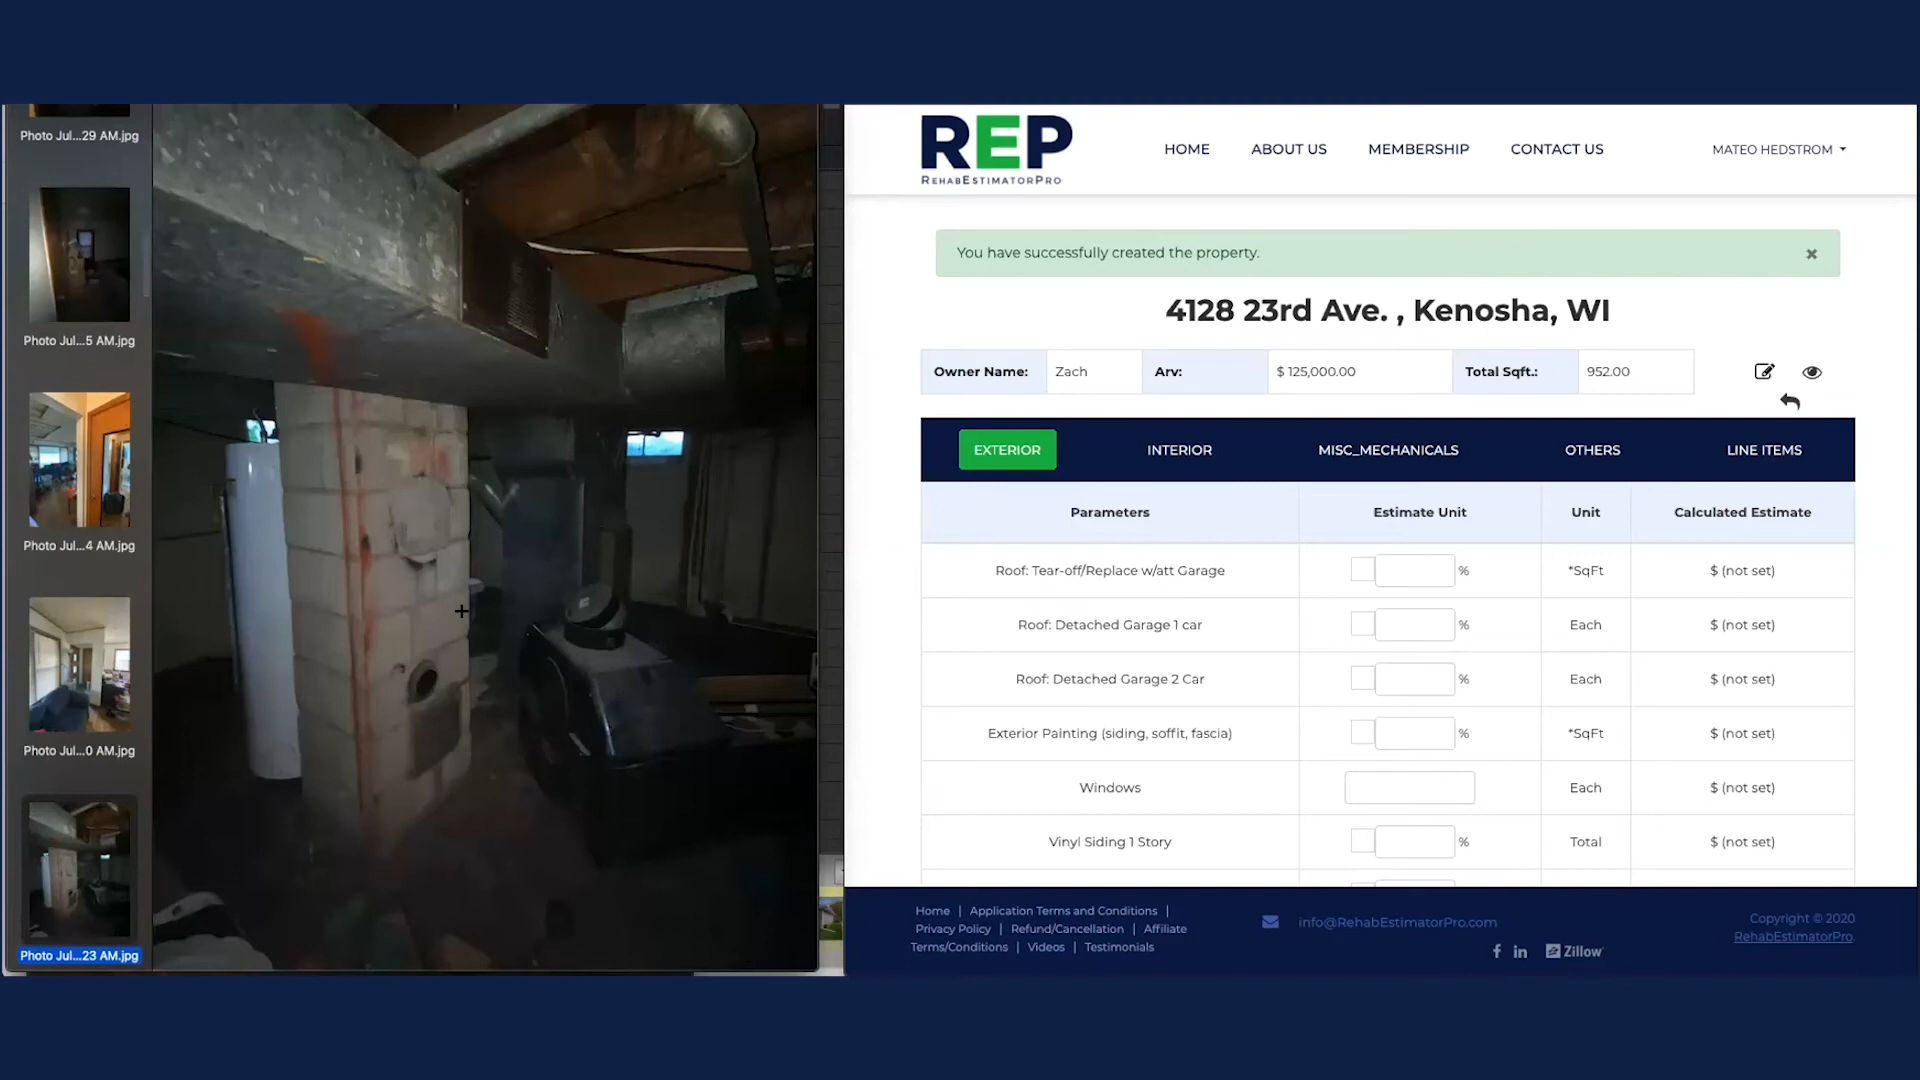 Photo Jul...29 AM.jpg
Photo Jul...5 AM.jpg
Photo Jul...4 AM.jpg
Photo Jul...0 AM.jpg
Photo Jul...23 AM.jpg
REP
REHABESTIMATORPRO
HOME ABOUT US MEMBERSHIP CONTACT US MATEO HEDSTROM
You have successfully created the property. ×
4128 23rd Ave. , Kenosha, WI
Owner Name: Zach Arv: $ 125,000.00 Total Sqft.: 952.00
EXTERIOR INTERIOR MISC_MECHANICALS OTHERS LINE ITEMS
Parameters Estimate Unit Unit Calculated Estimate
Roof: Tear-off/Replace w/att Garage % *SqFt $ (not set)
Roof: Detached Garage 1 car % Each $ (not set)
Roof: Detached Garage 2 Car % Each $ (not set)
Exterior Painting (siding, soffit, fascia) % *SqFt $ (not set)
Windows Each $ (not set)
Vinyl Siding 1 Story % Total $ (not set)
Home | Application Terms and Conditions |
Privacy Policy | Refund/Cancellation | Affiliate
Terms/Conditions | Videos | Testimonials
info@RehabEstimatorPro.com
Zillow
Copyright © 2020
RehabEstimatorPro.